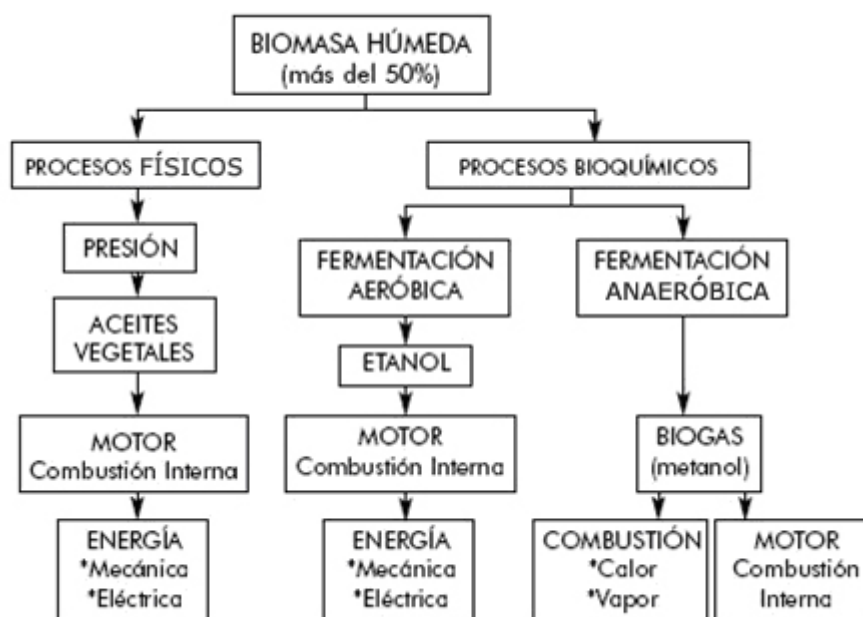 BIOMASA HÚMEDA
(más del 50%)
PROCESOS FÍSICOS
PROCESOS BIOQUÍMICOS
PRESIÓN
FERMENTACIÓN
AERÓBICA
FERMENTACIÓN
ANAERÓBICA
ACEITES
VEGETALES
ETANOL
MOTOR
Combustión Interna
MOTOR
Combustión Interna
BIOGAS
(metanol)
ENERGÍA
*Mecánica
*Eléctrica
ENERGÍA
*Mecánica
*Eléctrica
COMBUSTIÓN
*Calor
*Vapor
MOTOR
Combustión
Interna